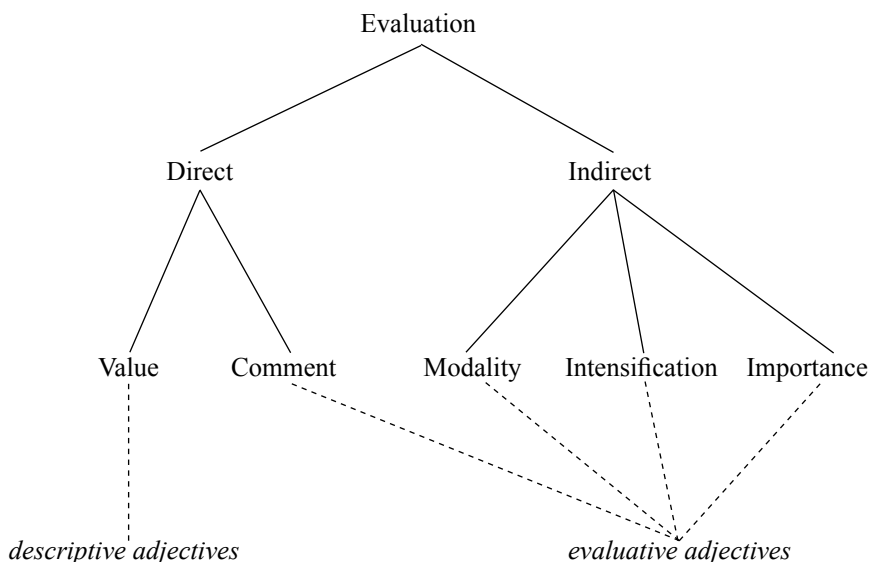 Evaluation
Direct Indirect
Value Comment Modality Intensification Importance
descriptive adjectives evaluative adjectives